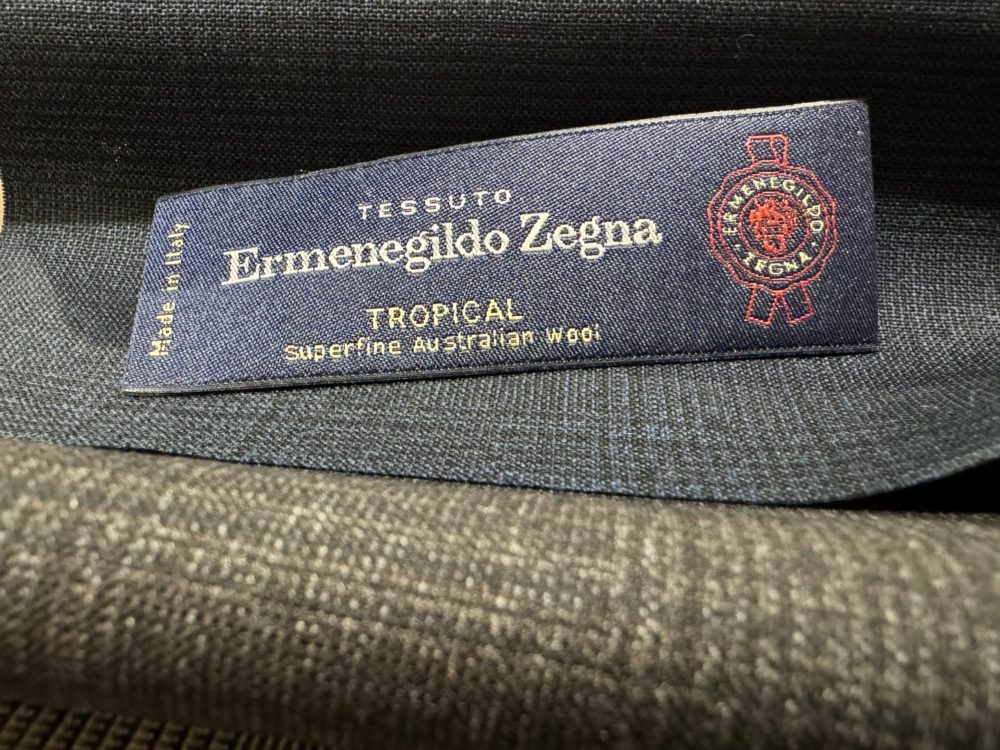 Made in Italy
TESSUTO
Ermenegildo Zegna
TROPICAL
Superfine Australian Wool
ERMENEGILDO
ZEGNA